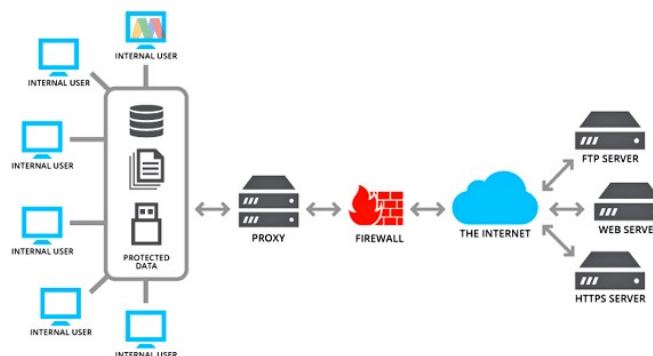 INTERNAL USER
INTERNAL USER
INTERNAL USER
INTERNAL USER
INTERNAL USER
INTERNAL USER
PROTECTED
DATA
PROXY
FIREWALL
THE INTERNET
FTP SERVER
WEB SERVE
HTTPS SERVER